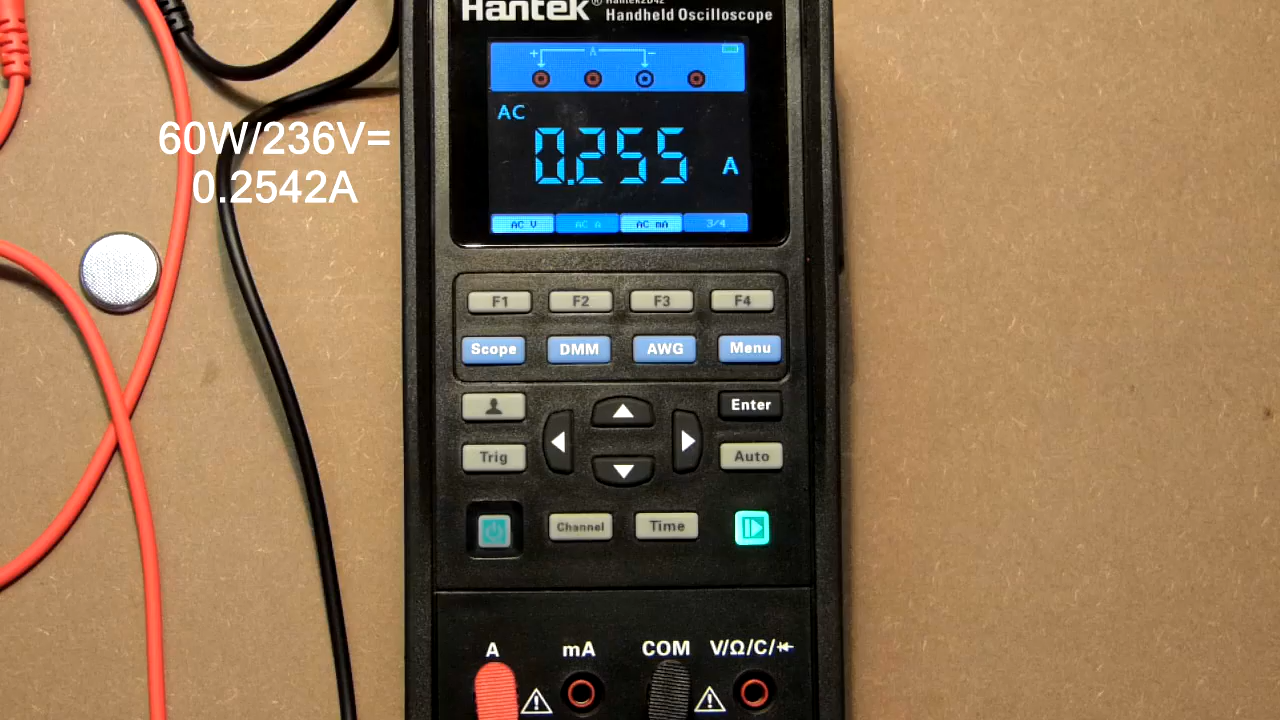 Hantek® Hantek2D42
Handheld Oscilloscope
+ A −
AC
60W/236V=
0.2542A
0.255 A
AC V AC A AC mA 3/4
F1 F2 F3 F4
Scope DMM AWG Menu
Enter
Trig Auto
Channel Time
A mA COM V/Ω/C/